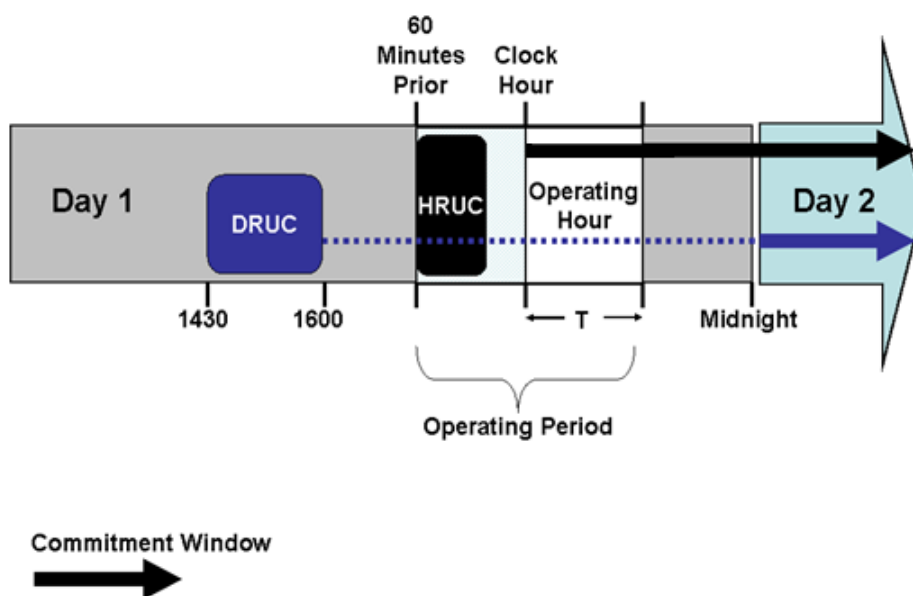 60
Minutes
Prior
Clock
Hour
Day 1
DRUC
HRUC
Operating
Hour
Day 2
1430
1600
T
Midnight
Operating Period
Commitment Window